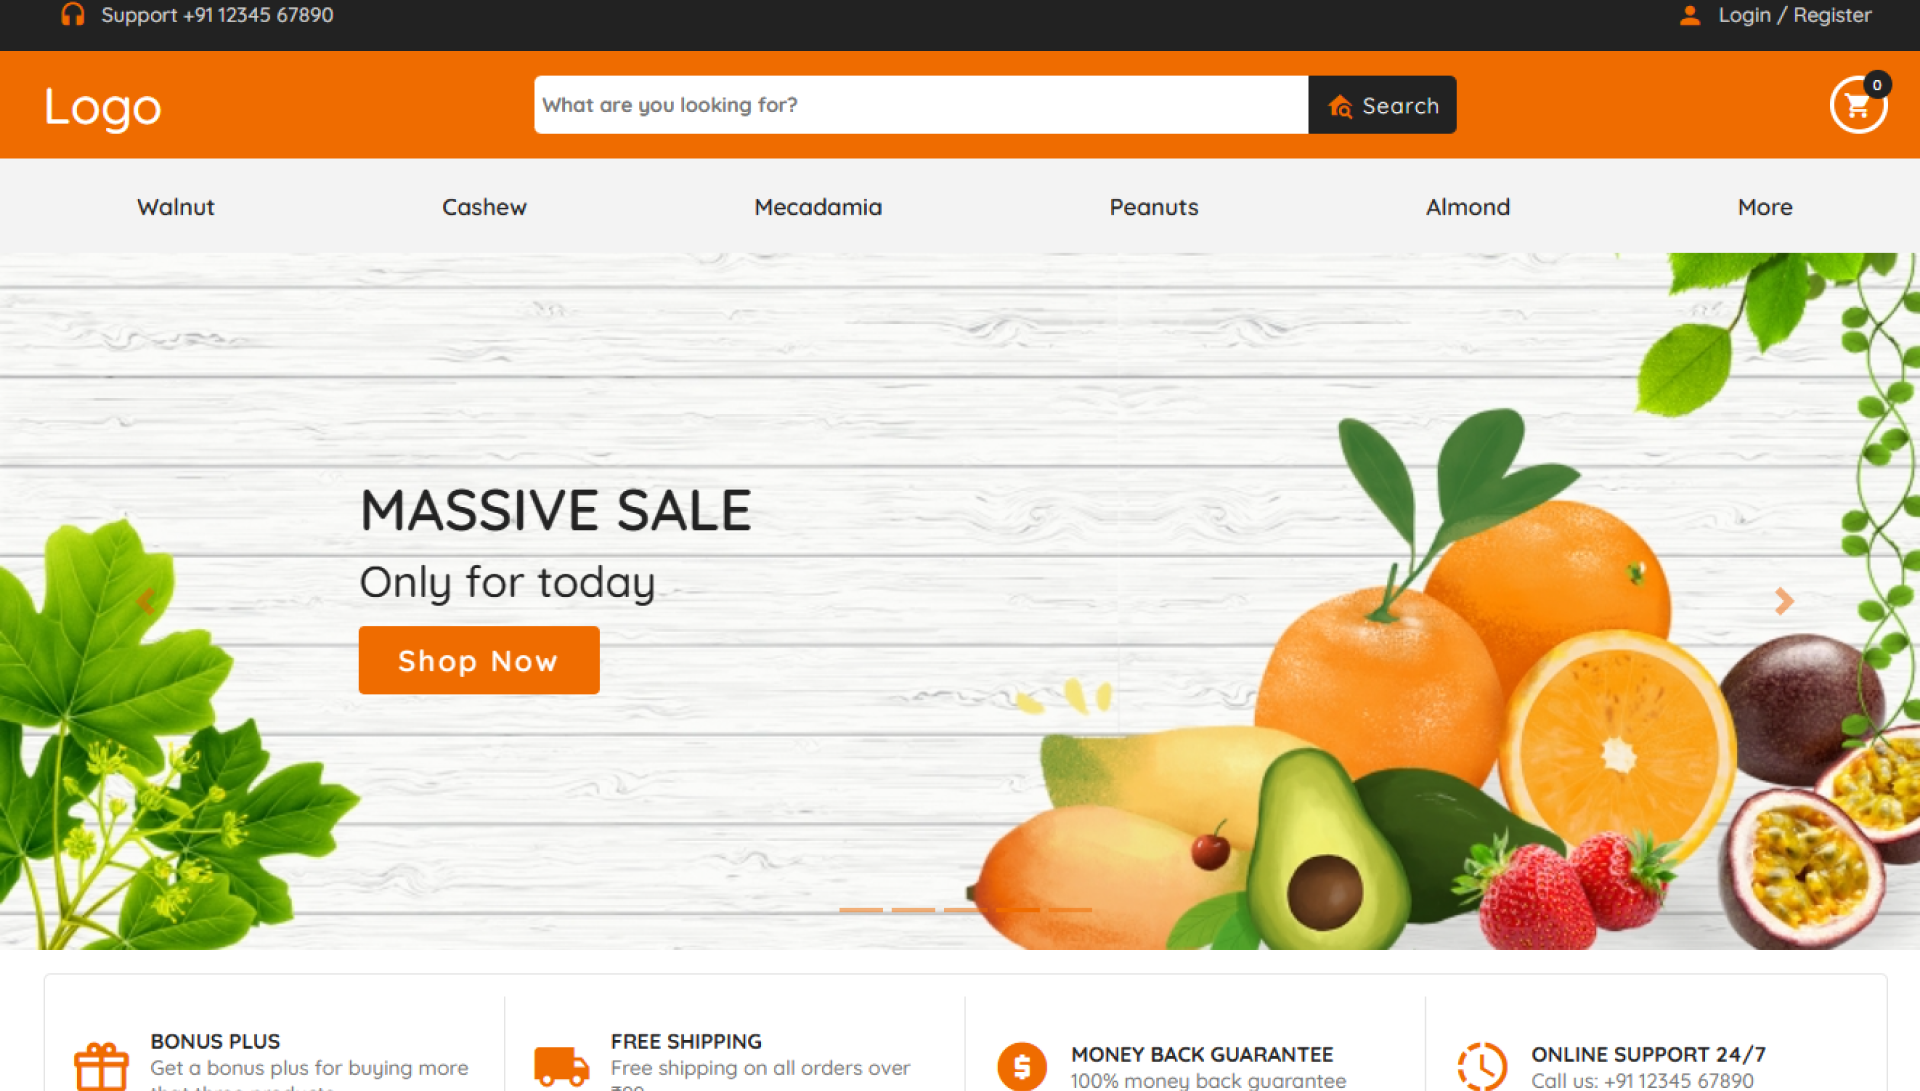 Support +91 12345 67890
Login / Register
Logo
What are you looking for?
Search
0
Walnut
Cashew
Mecadamia
Peanuts
Almond
More
MASSIVE SALE
Only for today
Shop Now
BONUS PLUS
Get a bonus plus for buying more
that three products
FREE SHIPPING
Free shipping on all orders over
MONEY BACK GUARANTEE
100% money back guarantee
ONLINE SUPPORT 24/7
Call us: +91 12345 67890